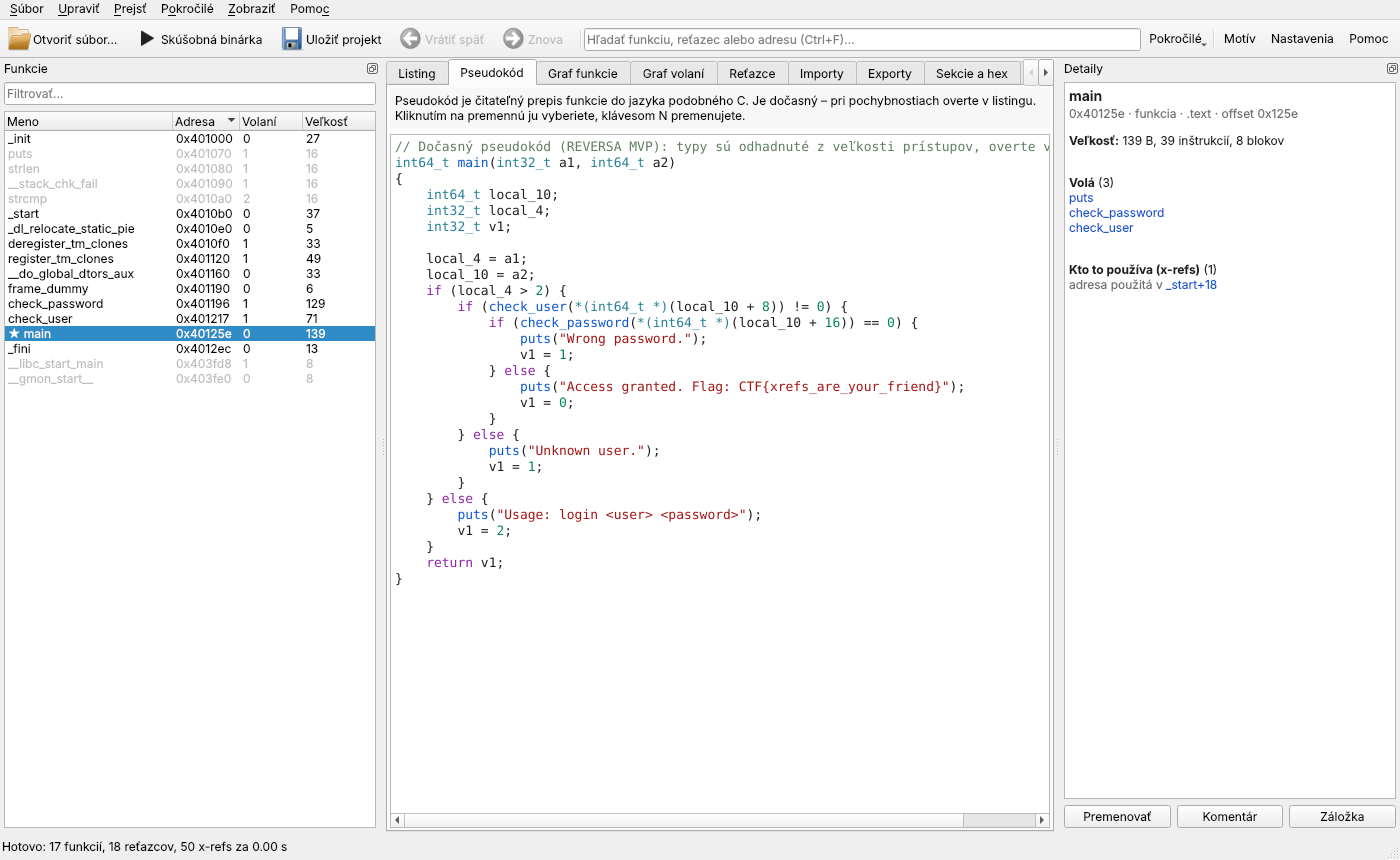 Súbor Upraviť Prejsť Pokročilé Zobraziť Pomoc
Otvoriť súbor... Skúšobná binárka Uložiť projekt Vrátiť späť Znova Hľadať funkciu, reťazec alebo adresu (Ctrl+F)... Pokročilé Motív Nastavenia Pomoc
Funkcie
Filtrovať...
Meno Adresa Volaní Veľkosť
_init 0x401000 0 27
puts 0x401070 1 16
strlen 0x401080 1 16
__stack_chk_fail 0x401090 1 16
strcmp 0x4010a0 2 16
_start 0x4010b0 0 37
_dl_relocate_static_pie 0x4010e0 0 5
deregister_tm_clones 0x4010f0 1 33
register_tm_clones 0x401120 1 49
__do_global_dtors_aux 0x401160 0 33
frame_dummy 0x401190 0 6
check_password 0x401196 1 129
check_user 0x401217 1 71
★ main 0x40125e 0 139
_fini 0x4012ec 0 13
__libc_start_main 0x403fd8 1 8
__gmon_start__ 0x403fe0 0 8
Listing Pseudokód Graf funkcie Graf volaní Reťazce Importy Exporty Sekcie a hex
Pseudokód je čitateľný prepis funkcie do jazyka podobného C. Je dočasný – pri pochybnostiach overte v listingu.
Kliknutím na premennú ju vyberiete, klávesom N premenujete.
// Dočasný pseudokód (REVERSA MVP): typy sú odhadnuté z veľkosti prístupov, overte v
int64_t main(int32_t a1, int64_t a2)
{
    int64_t local_10;
    int32_t local_4;
    int32_t v1;

    local_4 = a1;
    local_10 = a2;
    if (local_4 > 2) {
        if (check_user(*(int64_t *)(local_10 + 8)) != 0) {
            if (check_password(*(int64_t *)(local_10 + 16)) == 0) {
                puts("Wrong password.");
                v1 = 1;
            } else {
                puts("Access granted. Flag: CTF{xrefs_are_your_friend}");
                v1 = 0;
            }
        } else {
            puts("Unknown user.");
            v1 = 1;
        }
    } else {
        puts("Usage: login <user> <password>");
        v1 = 2;
    }
    return v1;
}
Detaily
main
0x40125e · funkcia · .text · offset 0x125e
Veľkosť: 139 B, 39 inštrukcií, 8 blokov
Volá (3)
puts
check_password
check_user
Kto to používa (x-refs) (1)
adresa použitá v _start+18
Premenovať Komentár Záložka
Hotovo: 17 funkcií, 18 reťazcov, 50 x-refs za 0.00 s